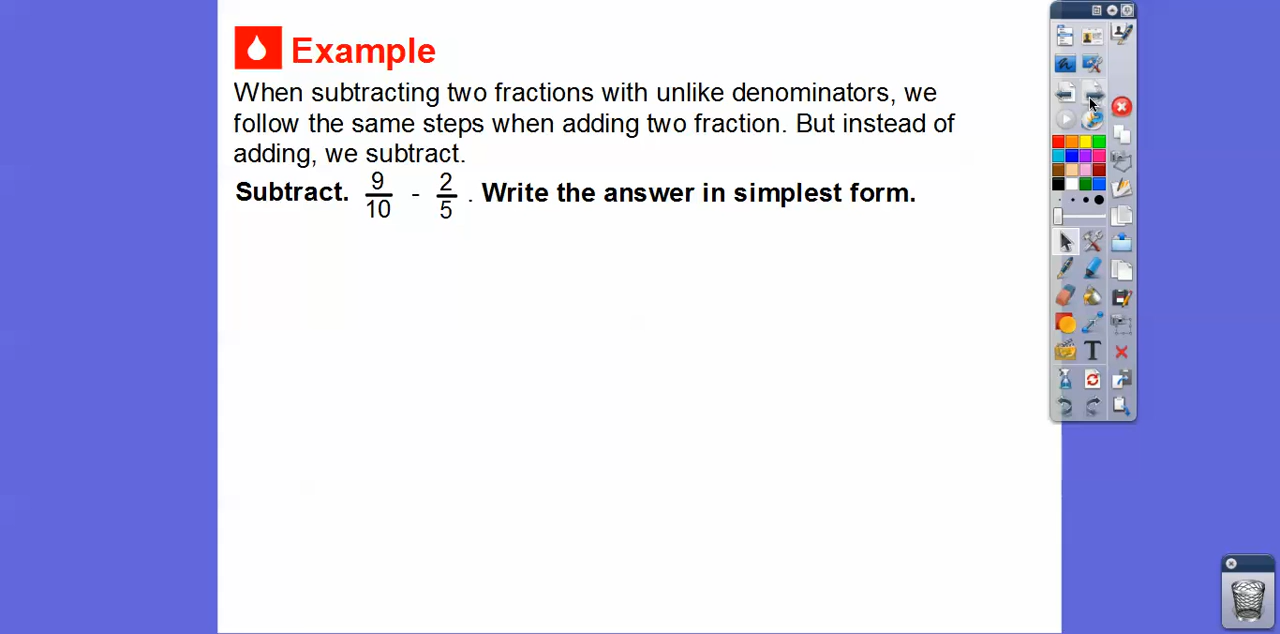 Example
When subtracting two fractions with unlike denominators, we
follow the same steps when adding two fraction. But instead of
adding, we subtract.
Subtract. 9/10 - 2/5 . Write the answer in simplest form.